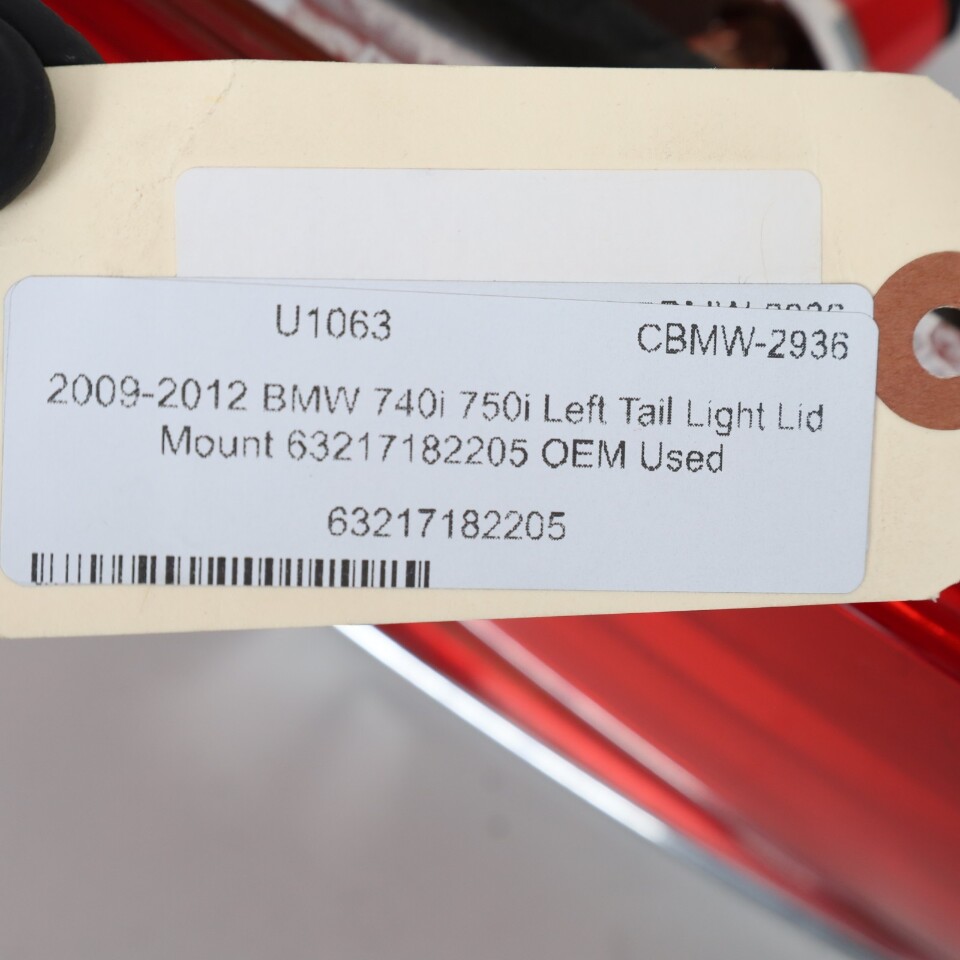 U1063
CBMW-2936
2009-2012 BMW 740i 750i Left Tail Light Lid
Mount 63217182205 OEM Used
63217182205